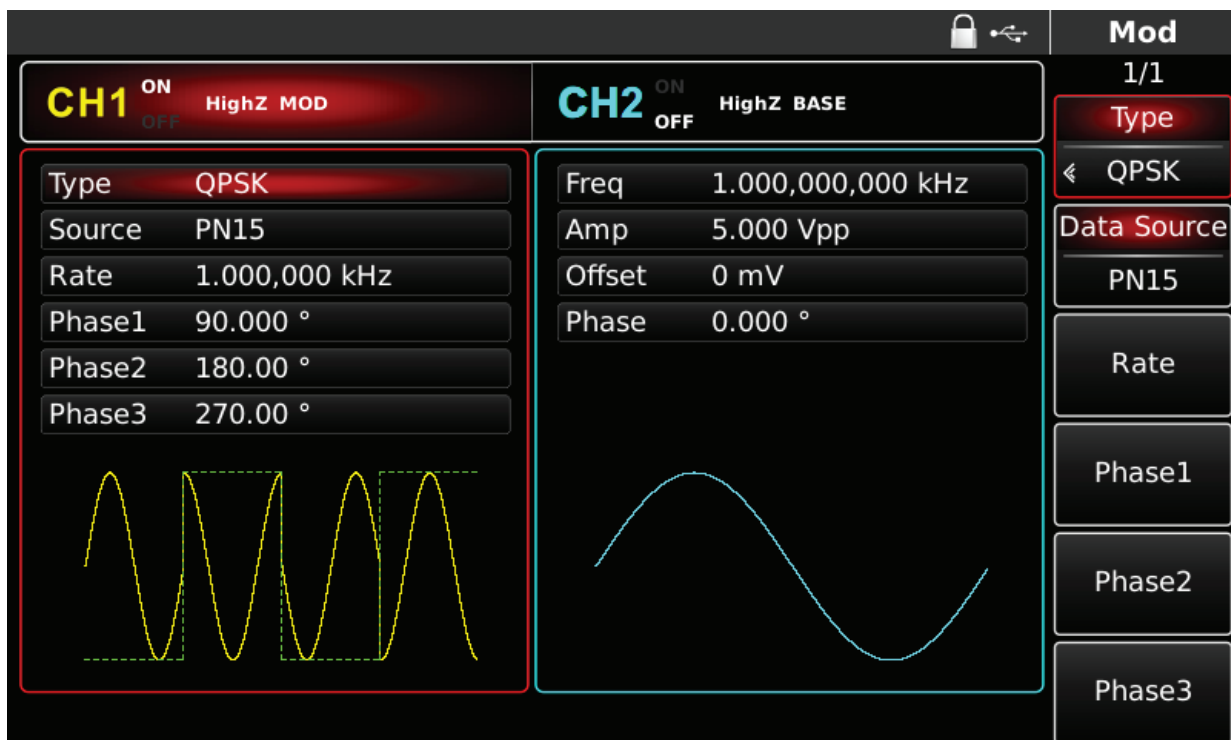 Mod
1/1
CH1 ON OFF HighZ MOD
CH2 ON OFF HighZ BASE
Type QPSK
Source PN15
Rate 1.000,000 kHz
Phase1 90.000 °
Phase2 180.00 °
Phase3 270.00 °
Freq 1.000,000,000 kHz
Amp 5.000 Vpp
Offset 0 mV
Phase 0.000 °
Type
QPSK
Data Source
PN15
Rate
Phase1
Phase2
Phase3